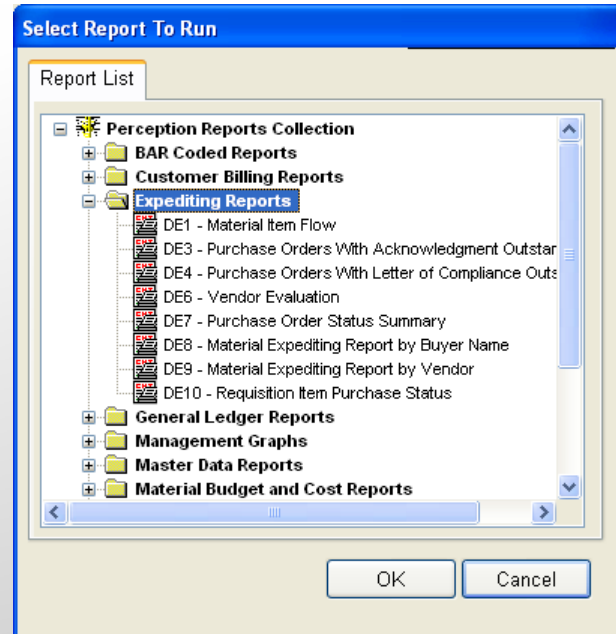 Select Report To Run
Report List
Perception Reports Collection
BAR Coded Reports
Customer Billing Reports
Expediting Reports
DE1 - Material Item Flow
DE3 - Purchase Orders With Acknowledgment Outstar
DE4 - Purchase Orders With Letter of Compliance Outs
DE6 - Vendor Evaluation
DE7 - Purchase Order Status Summary
DE8 - Material Expediting Report by Buyer Name
DE9 - Material Expediting Report by Vendor
DE10 - Requisition Item Purchase Status
General Ledger Reports
Management Graphs
Master Data Reports
Material Budget and Cost Reports
OK Cancel